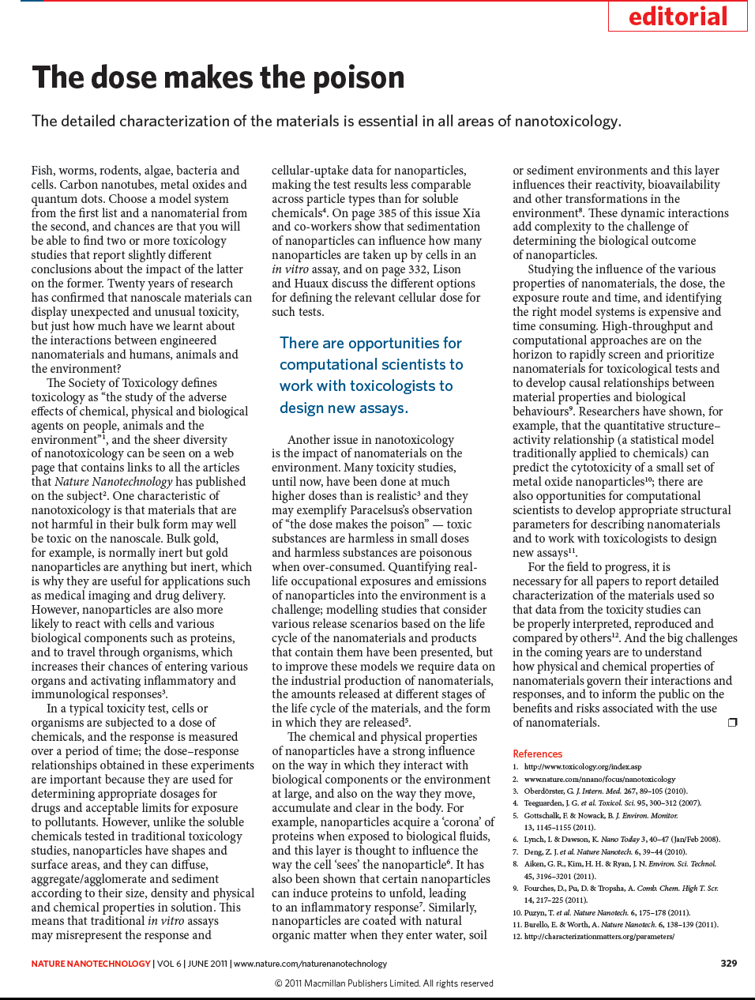 editorial
The dose makes the poison
The detailed characterization of the materials is essential in all areas of nanotoxicology.
Fish, worms, rodents, algae, bacteria and
cells. Carbon nanotubes, metal oxides and
quantum dots. Choose a model system
from the first list and a nanomaterial from
the second, and chances are that you will
be able to find two or more toxicology
studies that report slightly different
conclusions about the impact of the latter
on the former. Twenty years of research
has confirmed that nanoscale materials can
display unexpected and unusual toxicity,
but just how much have we learnt about
the interactions between engineered
nanomaterials and humans, animals and
the environment?
The Society of Toxicology defines
toxicology as “the study of the adverse
effects of chemical, physical and biological
agents on people, animals and the
environment”¹, and the sheer diversity
of nanotoxicology can be seen on a web
page that contains links to all the articles
that Nature Nanotechnology has published
on the subject². One characteristic of
nanotoxicology is that materials that are
not harmful in their bulk form may well
be toxic on the nanoscale. Bulk gold,
for example, is normally inert but gold
nanoparticles are anything but inert, which
is why they are useful for applications such
as medical imaging and drug delivery.
However, nanoparticles are also more
likely to react with cells and various
biological components such as proteins,
and to travel through organisms, which
increases their chances of entering various
organs and activating inflammatory and
immunological responses³.
In a typical toxicity test, cells or
organisms are subjected to a dose of
chemicals, and the response is measured
over a period of time; the dose–response
relationships obtained in these experiments
are important because they are used for
determining appropriate dosages for
drugs and acceptable limits for exposure
to pollutants. However, unlike the soluble
chemicals tested in traditional toxicology
studies, nanoparticles have shapes and
surface areas, and they can diffuse,
aggregate/agglomerate and sediment
according to their size, density and physical
and chemical properties in solution. This
means that traditional in vitro assays
may misrepresent the response and
cellular-uptake data for nanoparticles,
making the test results less comparable
across particle types than for soluble
chemicals⁴. On page 385 of this issue Xia
and co-workers show that sedimentation
of nanoparticles can influence how many
nanoparticles are taken up by cells in an
in vitro assay, and on page 332, Lison
and Huaux discuss the different options
for defining the relevant cellular dose for
such tests.
There are opportunities for
computational scientists to
work with toxicologists to
design new assays.
Another issue in nanotoxicology
is the impact of nanomaterials on the
environment. Many toxicity studies,
until now, have been done at much
higher doses than is realistic³ and they
may exemplify Paracelsus’s observation
of “the dose makes the poison” — toxic
substances are harmless in small doses
and harmless substances are poisonous
when over-consumed. Quantifying real-
life occupational exposures and emissions
of nanoparticles into the environment is a
challenge; modelling studies that consider
various release scenarios based on the life
cycle of the nanomaterials and products
that contain them have been presented, but
to improve these models we require data on
the industrial production of nanomaterials,
the amounts released at different stages of
the life cycle of the materials, and the form
in which they are released⁵.
The chemical and physical properties
of nanoparticles have a strong influence
on the way in which they interact with
biological components or the environment
at large, and also on the way they move,
accumulate and clear in the body. For
example, nanoparticles acquire a ‘corona’ of
proteins when exposed to biological fluids,
and this layer is thought to influence the
way the cell ‘sees’ the nanoparticle⁶. It has
also been shown that certain nanoparticles
can induce proteins to unfold, leading
to an inflammatory response⁷. Similarly,
nanoparticles are coated with natural
organic matter when they enter water, soil
or sediment environments and this layer
influences their reactivity, bioavailability
and other transformations in the
environment⁸. These dynamic interactions
add complexity to the challenge of
determining the biological outcome
of nanoparticles.
Studying the influence of the various
properties of nanomaterials, the dose, the
exposure route and time, and identifying
the right model systems is expensive and
time consuming. High-throughput and
computational approaches are on the
horizon to rapidly screen and prioritize
nanomaterials for toxicological tests and
to develop causal relationships between
material properties and biological
behaviours⁹. Researchers have shown, for
example, that the quantitative structure–
activity relationship (a statistical model
traditionally applied to chemicals) can
predict the cytotoxicity of a small set of
metal oxide nanoparticles¹⁰; there are
also opportunities for computational
scientists to develop appropriate structural
parameters for describing nanomaterials
and to work with toxicologists to design
new assays¹¹.
For the field to progress, it is
necessary for all papers to report detailed
characterization of the materials used so
that data from the toxicity studies can
be properly interpreted, reproduced and
compared by others¹². And the big challenges
in the coming years are to understand
how physical and chemical properties of
nanomaterials govern their interactions and
responses, and to inform the public on the
benefits and risks associated with the use
of nanomaterials. ❐
References
1. http://www.toxicology.org/index.asp
2. www.nature.com/nnano/focus/nanotoxicology
3. Oberdörster, G. J. Intern. Med. 267, 89–105 (2010).
4. Teeguarden, J. G. et al. Toxicol. Sci. 95, 300–312 (2007).
5. Gottschalk, F. & Nowack, B. J. Environ. Monitor.
13, 1145–1155 (2011).
6. Lynch, I. & Dawson, K. Nano Today 3, 40–47 (Jan/Feb 2008).
7. Deng, Z. J. et al. Nature Nanotech. 6, 39–44 (2010).
8. Aiken, G. R., Kim, H. H. & Ryan, J. N. Environ. Sci. Technol.
45, 3196–3201 (2011).
9. Fourches, D., Pu, D. & Tropsha, A. Comb. Chem. High T. Scr.
14, 217–225 (2011).
10. Puzyn, T. et al. Nature Nanotech. 6, 175–178 (2011).
11. Burello, E. & Worth, A. Nature Nanotech. 6, 138–139 (2011).
12. http://characterizationmatters.org/parameters/
NATURE NANOTECHNOLOGY | VOL 6 | JUNE 2011 | www.nature.com/naturenanotechnology
329
© 2011 Macmillan Publishers Limited. All rights reserved